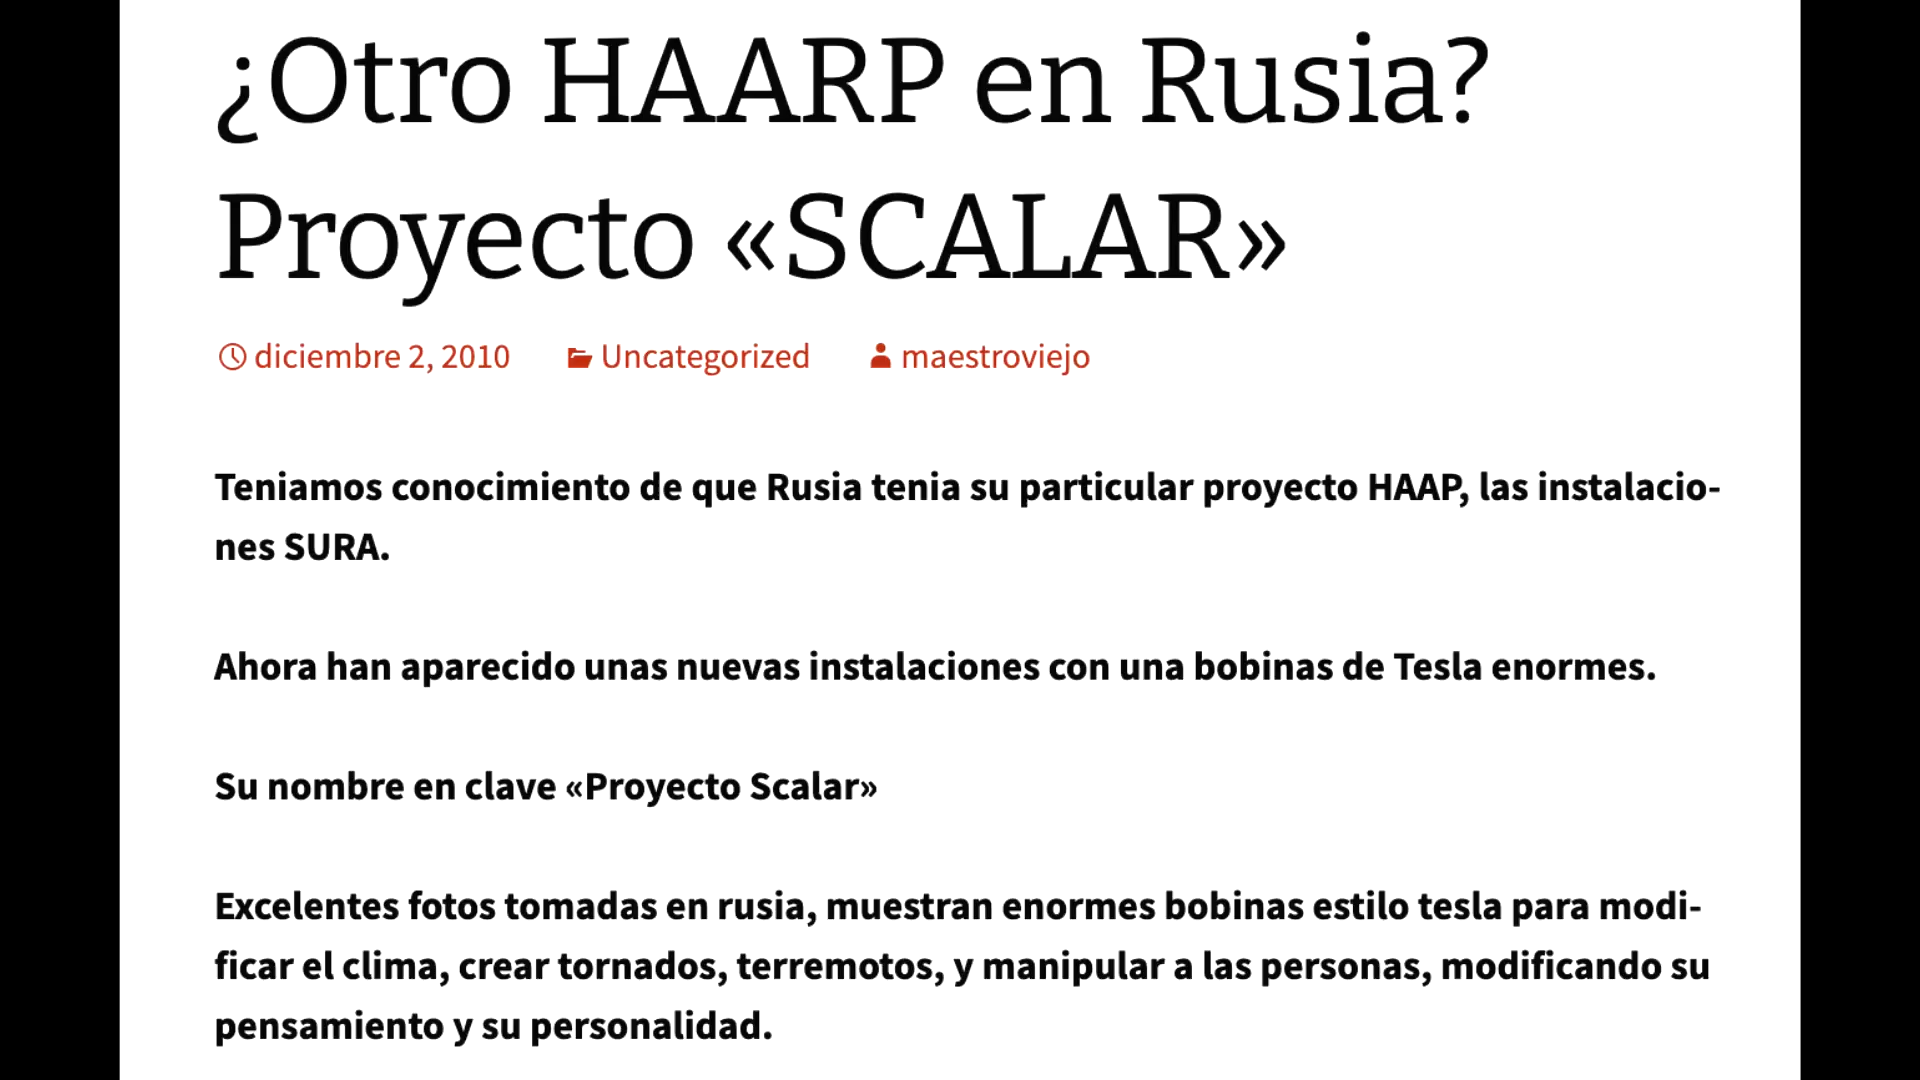 ¿Otro HAARP en Rusia?
Proyecto «SCALAR»
diciembre 2, 2010 Uncategorized maestroviejo
Teniamos conocimiento de que Rusia tenia su particular proyecto HAAP, las instalacio-
nes SURA.
Ahora han aparecido unas nuevas instalaciones con una bobinas de Tesla enormes.
Su nombre en clave «Proyecto Scalar»
Excelentes fotos tomadas en rusia, muestran enormes bobinas estilo tesla para modi-
ficar el clima, crear tornados, terremotos, y manipular a las personas, modificando su
pensamiento y su personalidad.